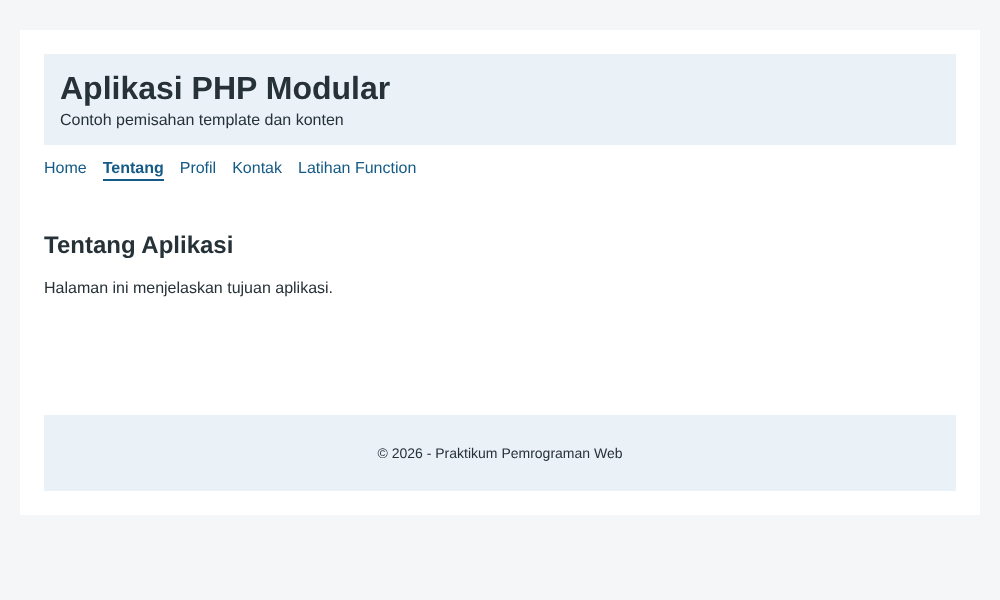 Aplikasi PHP Modular
Contoh pemisahan template dan konten
Home Tentang Profil Kontak Latihan Function
Tentang Aplikasi
Halaman ini menjelaskan tujuan aplikasi.
© 2026 - Praktikum Pemrograman Web